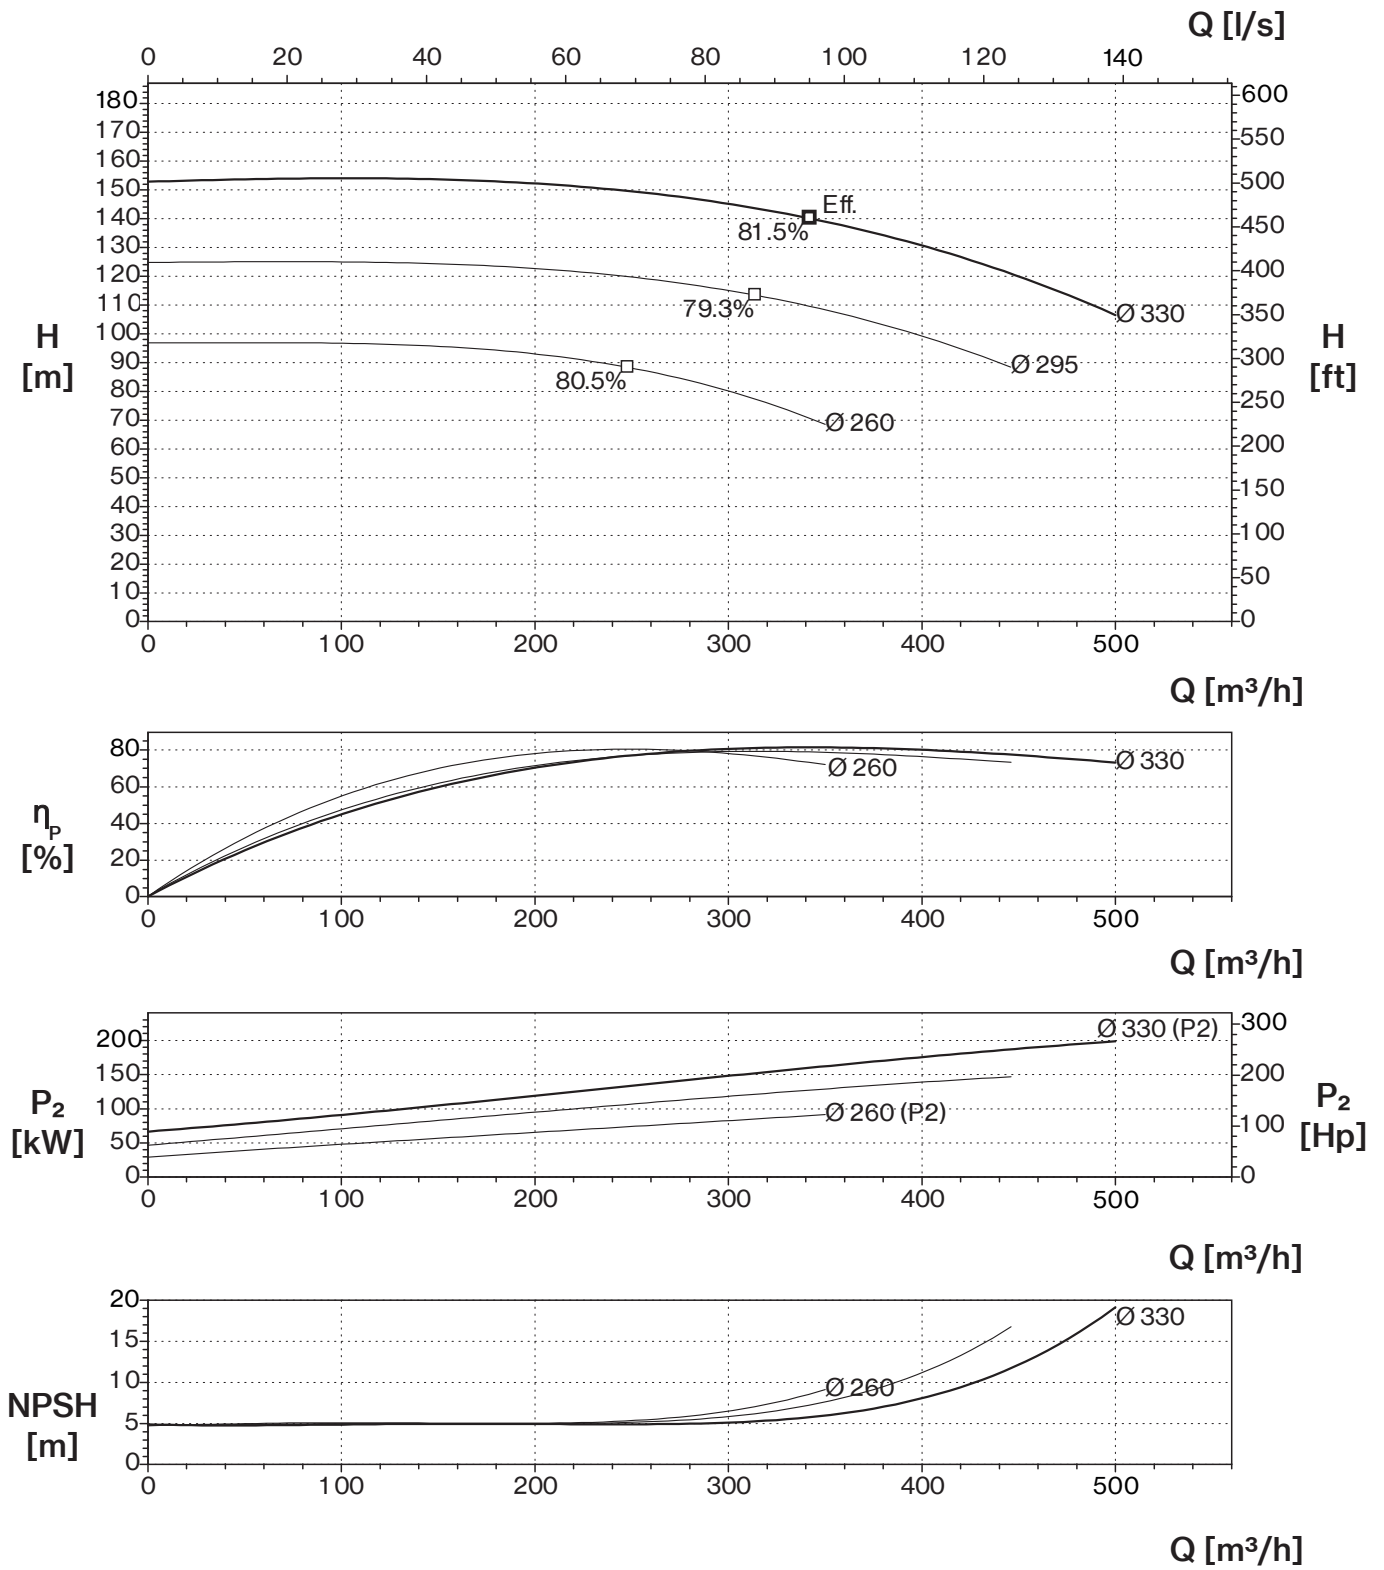 Q [l/s]
0 20 40 60 80 100 120 140
180 600
170 550
160
150 500
140 Eff. 450
81.5%
130
120 400
110 79.3% Ø 330 350
100
H H
[m] [ft]
90 Ø 295 300
80 80.5% 250
70 Ø 260
60 200
50 150
40
30 100
20 50
10
0 0
0 100 200 300 400 500
Q [m³/h]
80 Ø 260 Ø 330
60
ηP
[%]
40
20
0
0 100 200 300 400 500
Q [m³/h]
200 Ø 330 (P2) 300
150 200
P₂ P₂
[kW] [Hp]
100 Ø 260 (P2) 100
50
0 0
0 100 200 300 400 500
Q [m³/h]
20 Ø 330
15
10 Ø 260
NPSH
[m]
5
0
0 100 200 300 400 500
Q [m³/h]